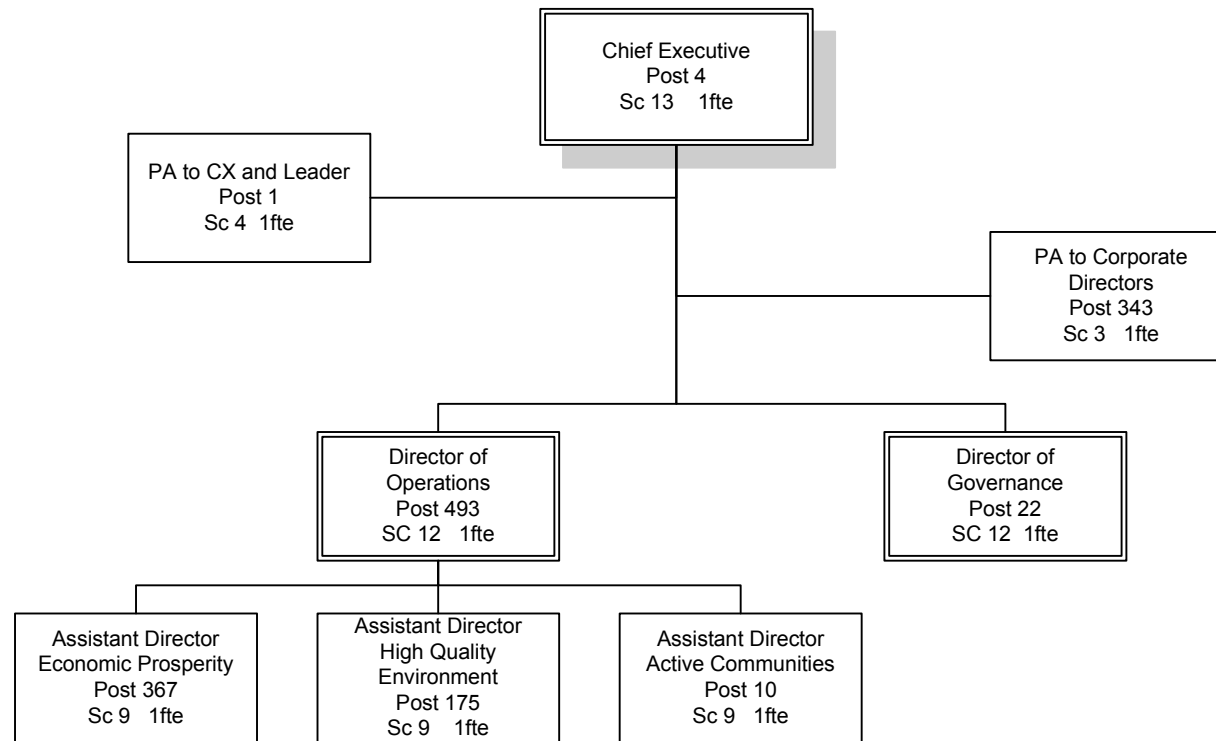 Chief Executive
Post 4
Sc 13 1fte
PA to CX and Leader
Post 1
Sc 4 1fte
PA to Corporate
Directors
Post 343
Sc 3 1fte
Director of
Operations
Post 493
SC 12 1fte
Director of
Governance
Post 22
SC 12 1fte
Assistant Director
Economic Prosperity
Post 367
Sc 9 1fte
Assistant Director
High Quality
Environment
Post 175
Sc 9 1fte
Assistant Director
Active Communities
Post 10
Sc 9 1fte